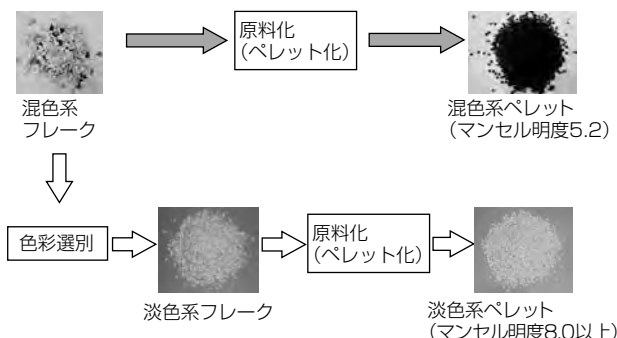 原料化
(ペレット化)
混色系
フレーク
混色系ペレット
(マンセル明度5.2)
色彩選別
原料化
(ペレット化)
淡色系フレーク
淡色系ペレット
(マンセル明度8.0以上)